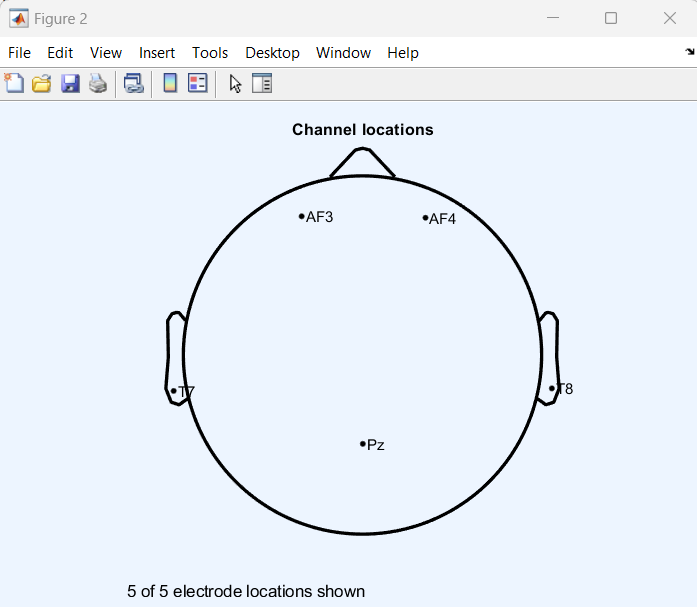 Figure 2
File Edit View Insert Tools Desktop Window Help
Channel locations
AF3 AF4
T7 T8
Pz
5 of 5 electrode locations shown